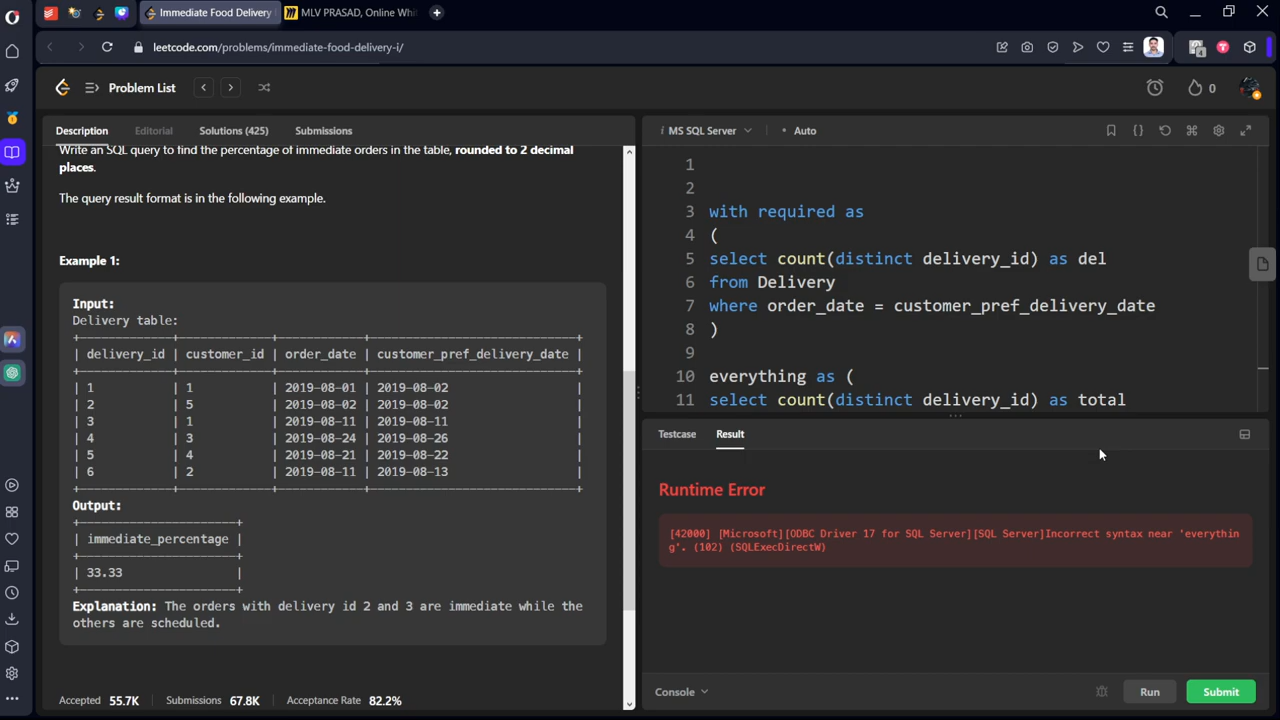 Immediate Food Delivery
MLV PRASAD, Online Whit
leetcode.com/problems/immediate-food-delivery-i/
4
Problem List
0
Description
Editorial
Solutions (425)
Submissions
Write an SQL query to find the percentage of immediate orders in the table, rounded to 2 decimal
places.
The query result format is in the following example.
Example 1:
Input:
Delivery table:
+-------------+-------------+------------+-----------------------------+
| delivery_id | customer_id | order_date | customer_pref_delivery_date |
+-------------+-------------+------------+-----------------------------+
| 1 | 1 | 2019-08-01 | 2019-08-02 |
| 2 | 5 | 2019-08-02 | 2019-08-02 |
| 3 | 1 | 2019-08-11 | 2019-08-11 |
| 4 | 3 | 2019-08-24 | 2019-08-26 |
| 5 | 4 | 2019-08-21 | 2019-08-22 |
| 6 | 2 | 2019-08-11 | 2019-08-13 |
+-------------+-------------+------------+-----------------------------+
Output:
+----------------------+
| immediate_percentage |
+----------------------+
| 33.33 |
+----------------------+
Explanation: The orders with delivery id 2 and 3 are immediate while the
others are scheduled.
Accepted 55.7K
Submissions 67.8K
Acceptance Rate 82.2%
i MS SQL Server
• Auto
1
2
3 with required as
4 (
5 select count(distinct delivery_id) as del
6 from Delivery
7 where order_date = customer_pref_delivery_date
8 )
9
10 everything as (
11 select count(distinct delivery_id) as total
Testcase
Result
Runtime Error
[42000] [Microsoft][ODBC Driver 17 for SQL Server][SQL Server]Incorrect syntax near 'everythin
g'. (102) (SQLExecDirectW)
Console
Run
Submit